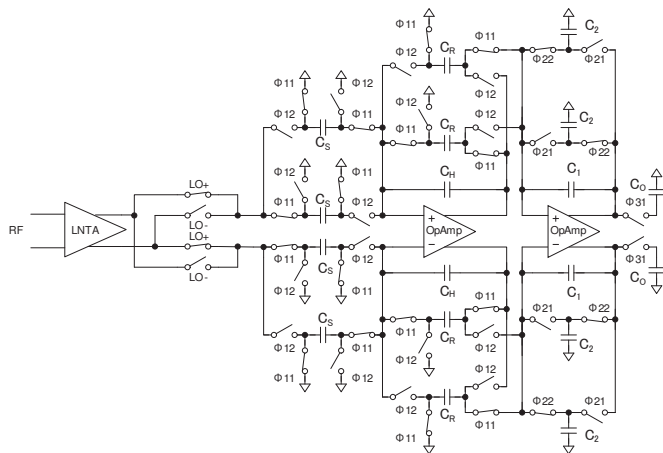 Φ11 C2
Φ12 CR Φ11
Φ22 Φ21
Φ11 Φ12 Φ11 Φ12
C2
Φ12 CR
Φ11 Φ11 Φ21 Φ22
CS
Φ12 Φ11
CH C1
CO
LO+
Φ11 Φ12 Φ31
CS
RF LNTA LO- + OpAmp - + OpAmp -
LO+
Φ11 CS Φ12 Φ31
LO-
CH C1 CO
Φ12 Φ11
CS Φ11 Φ11 Φ21 Φ22
CR
Φ12 Φ11 Φ12 Φ12 C2
Φ11 Φ12 Φ12
Φ12 CR Φ11 Φ22 Φ21
Φ11 C2